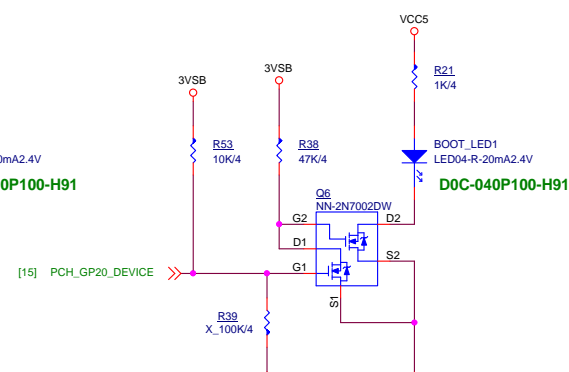 VCC5
R21
1K/4
3VSB
3VSB
R53
10K/4
R38
47K/4
BOOT_LED1
LED04-R-20mA2.4V
0mA2.4V
0P100-H91
D0C-040P100-H91
Q6
NN-2N7002DW
G2
D2
D1
S2
G1
[15] PCH_GP20_DEVICE
S1
R39
X_100K/4